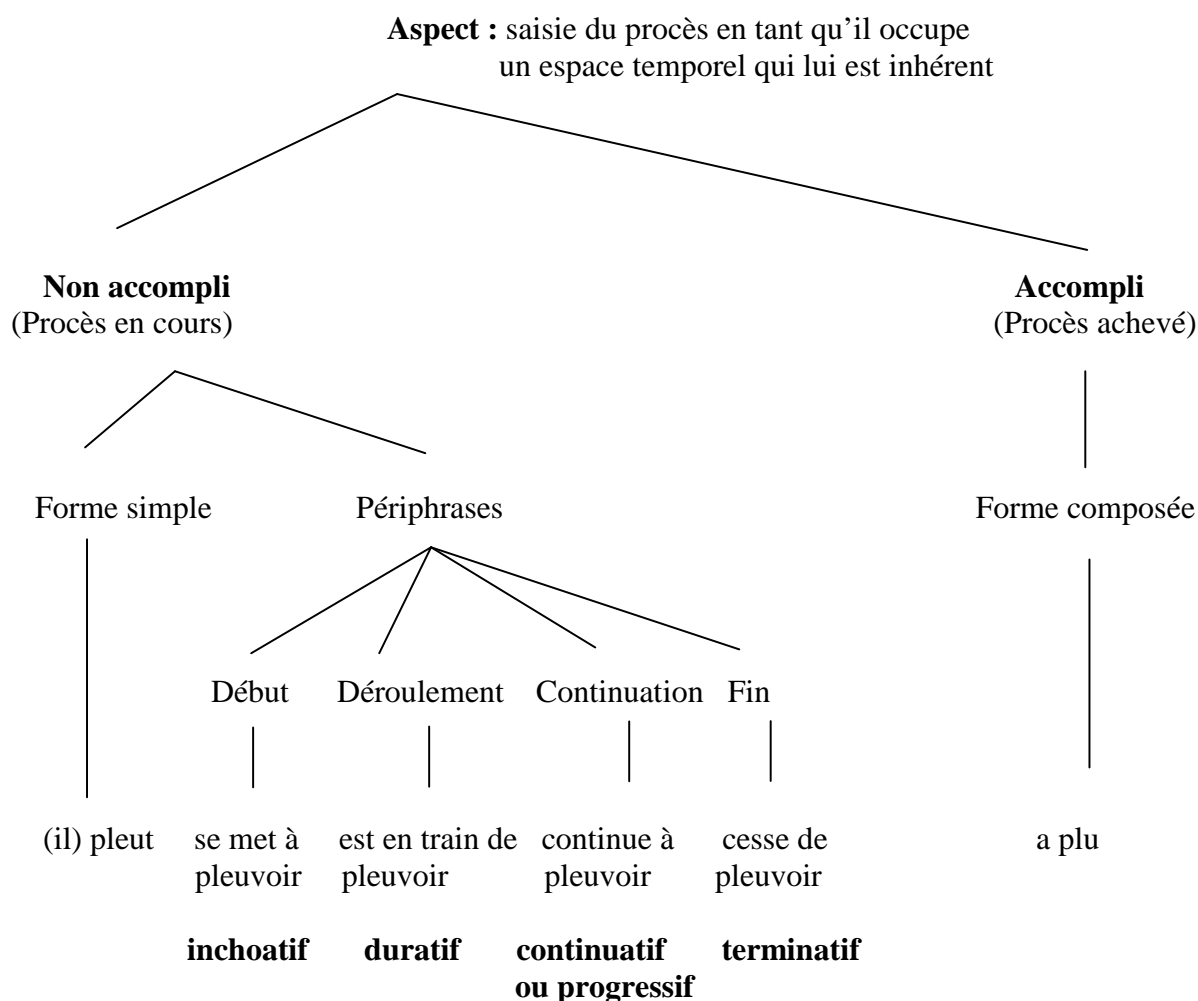 Aspect : saisie du procès en tant qu’il occupe
un espace temporel qui lui est inhérent
Non accompli
(Procès en cours)
Accompli
(Procès achevé)
Forme simple
Périphrases
Forme composée
Début
Déroulement
Continuation
Fin
(il) pleut
se met à
pleuvoir
est en train de
pleuvoir
continue à
pleuvoir
cesse de
pleuvoir
a plu
inchoatif
duratif
continuatif
ou progressif
terminatif